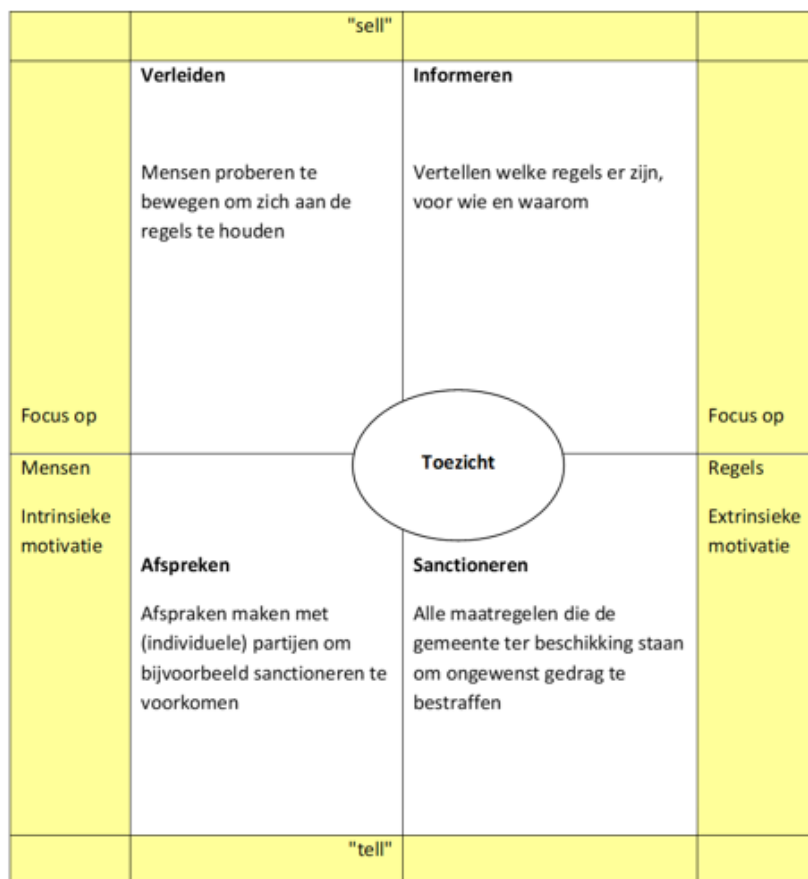 "sell"
Verleiden
Mensen proberen te
bewegen om zich aan de
regels te houden
Informeren
Vertellen welke regels er zijn,
voor wie en waarom
Focus op
Mensen
Intrinsieke
motivatie
Toezicht
Focus op
Regels
Extrinsieke
motivatie
Afspreken
Afspraken maken met
(individuele) partijen om
bijvoorbeeld sanctioneren te
voorkomen
Sanctioneren
Alle maatregelen die de
gemeente ter beschikking staan
om ongewenst gedrag te
bestraffen
"tell"